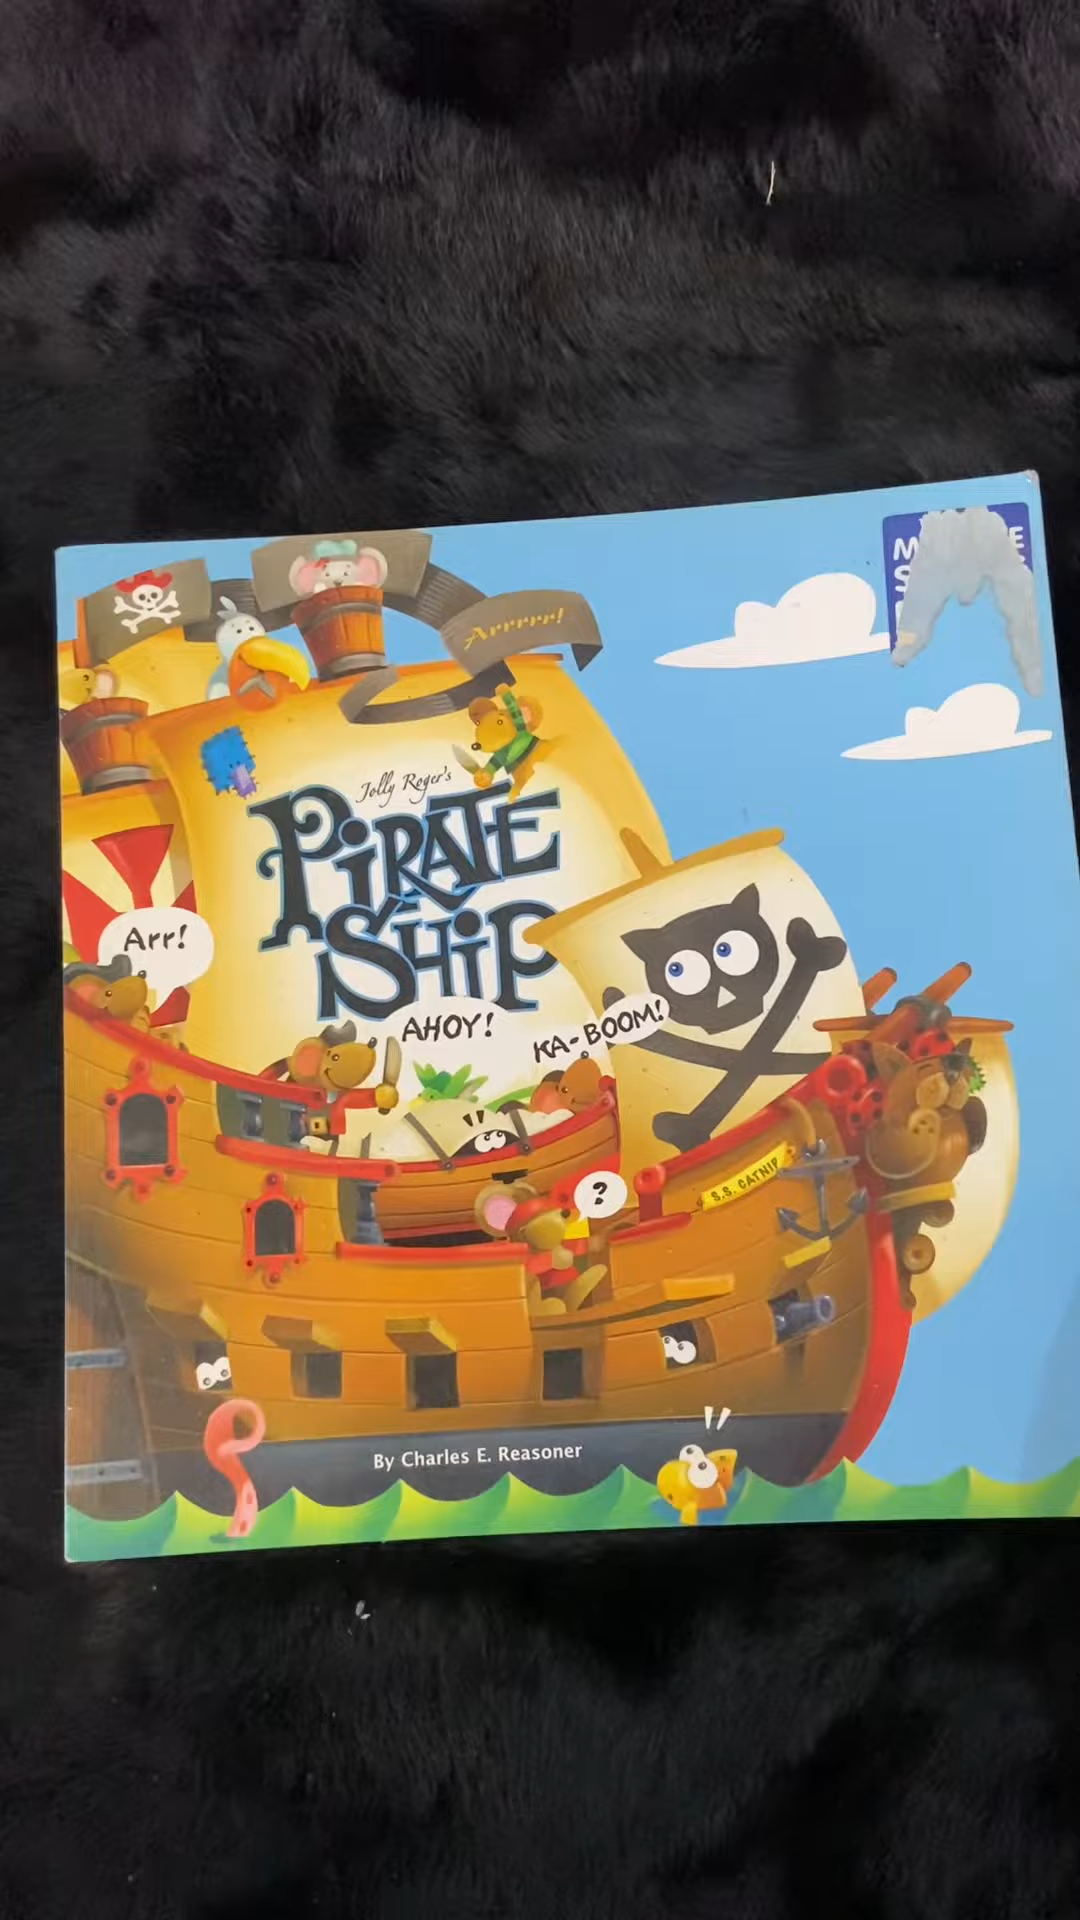 Arrrrr!
Jolly Roger's
PiRATE
SHiP
Arr!
AHOY!
KA-BOOM!
S.S. CATNIP
?
By Charles E. Reasoner